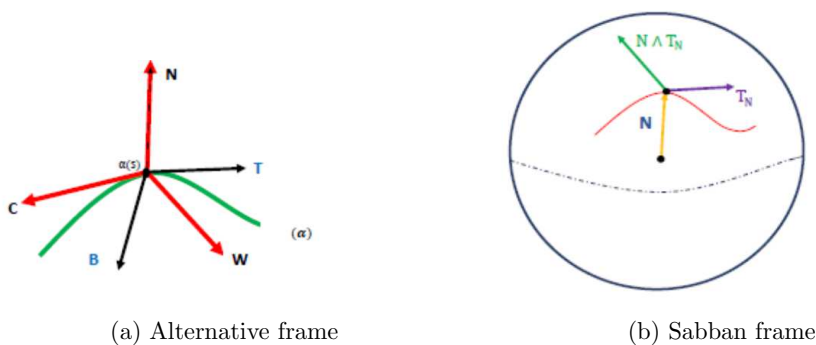 N
α(s)
T
C
B
W
(α)
N ∧ T_N
T_N
N
(a) Alternative frame
(b) Sabban frame